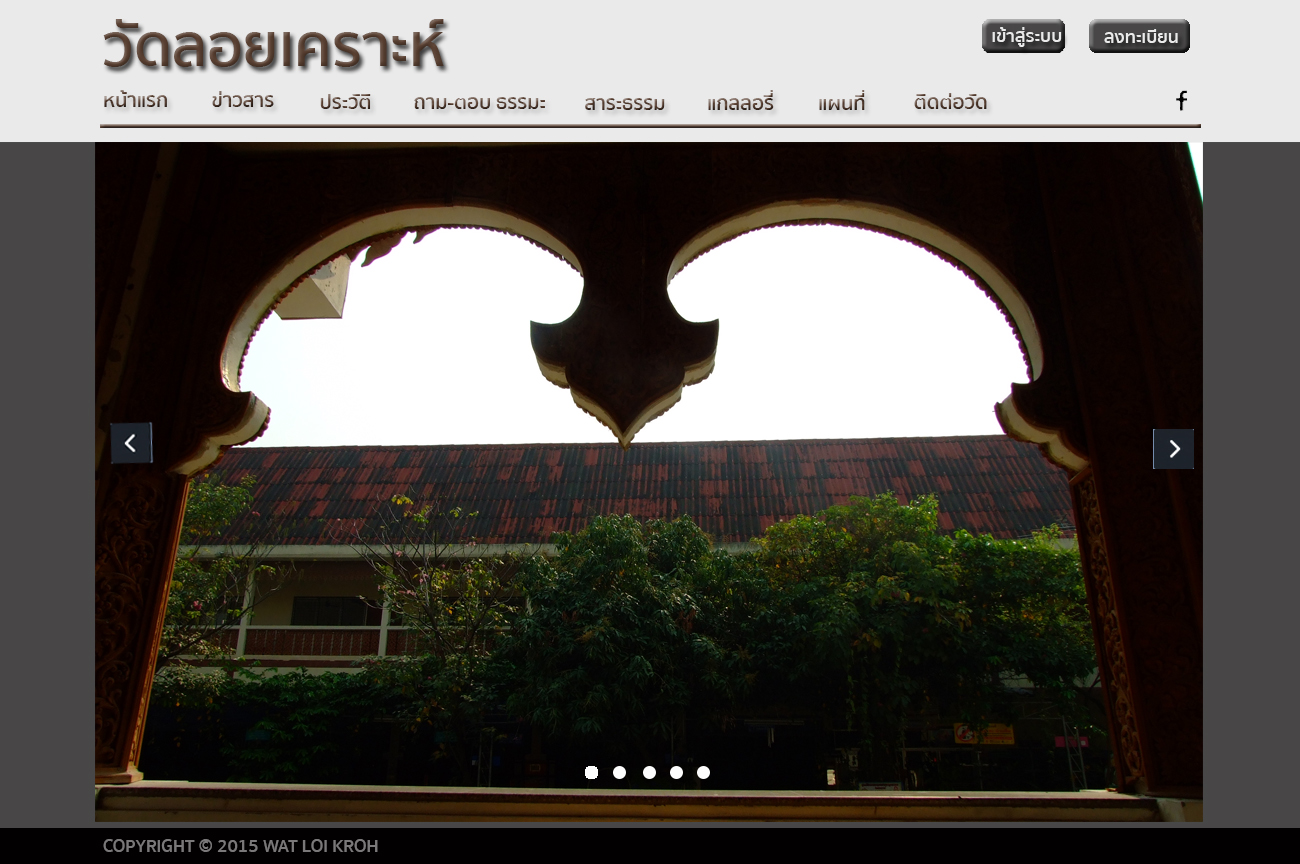 วัดลอยเคราะห์
เข้าสู่ระบบ ลงทะเบียน
หน้าแรก ข่าวสาร ประวัติ ถาม-ตอบ ธรรมะ สาระธรรม แกลลอรี่ แผนที่ ติดต่อวัด f
COPYRIGHT © 2015 WAT LOI KROH